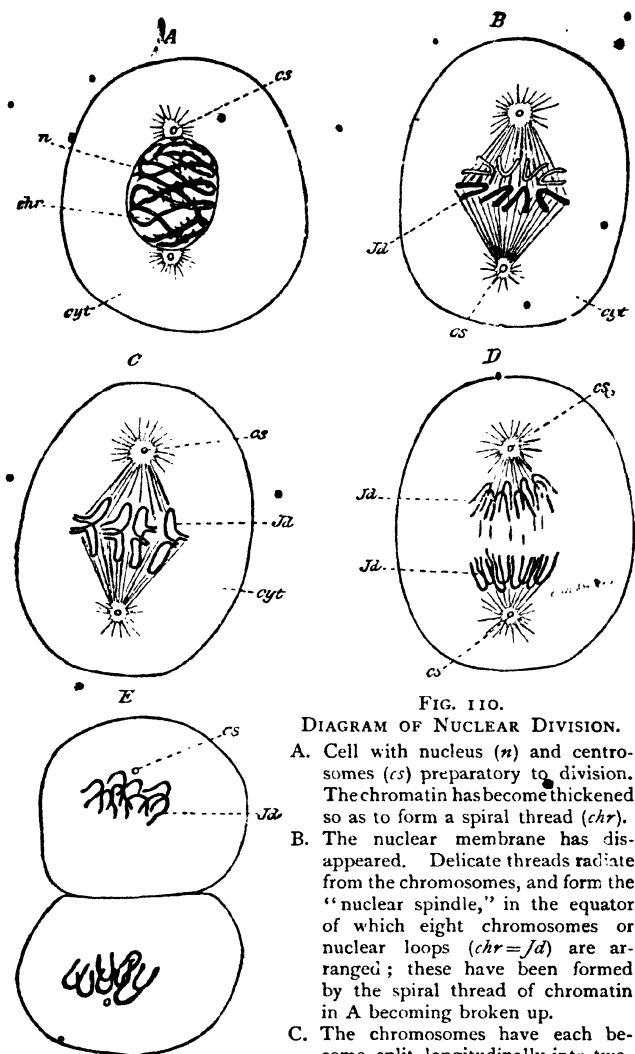 A
B
cs
n
chr
Jd
cyt
cs
cyt
C
D
cs
cs,
Jd
Jd
Jd
cyt
cs
E
cs
Jd
FIG. 110.
DIAGRAM OF NUCLEAR DIVISION.
A. Cell with nucleus (n) and centro-
somes (cs) preparatory to division.
The chromatin has become thickened
so as to form a spiral thread (chr).
B. The nuclear membrane has dis-
appeared. Delicate threads radiate
from the chromosomes, and form the
“nuclear spindle,” in the equator
of which eight chromosomes or
nuclear loops (chr=Jd) are ar-
ranged; these have been formed
by the spiral thread of chromatin
in A becoming broken up.
C. The chromosomes have each be-
come split longitudinally into two